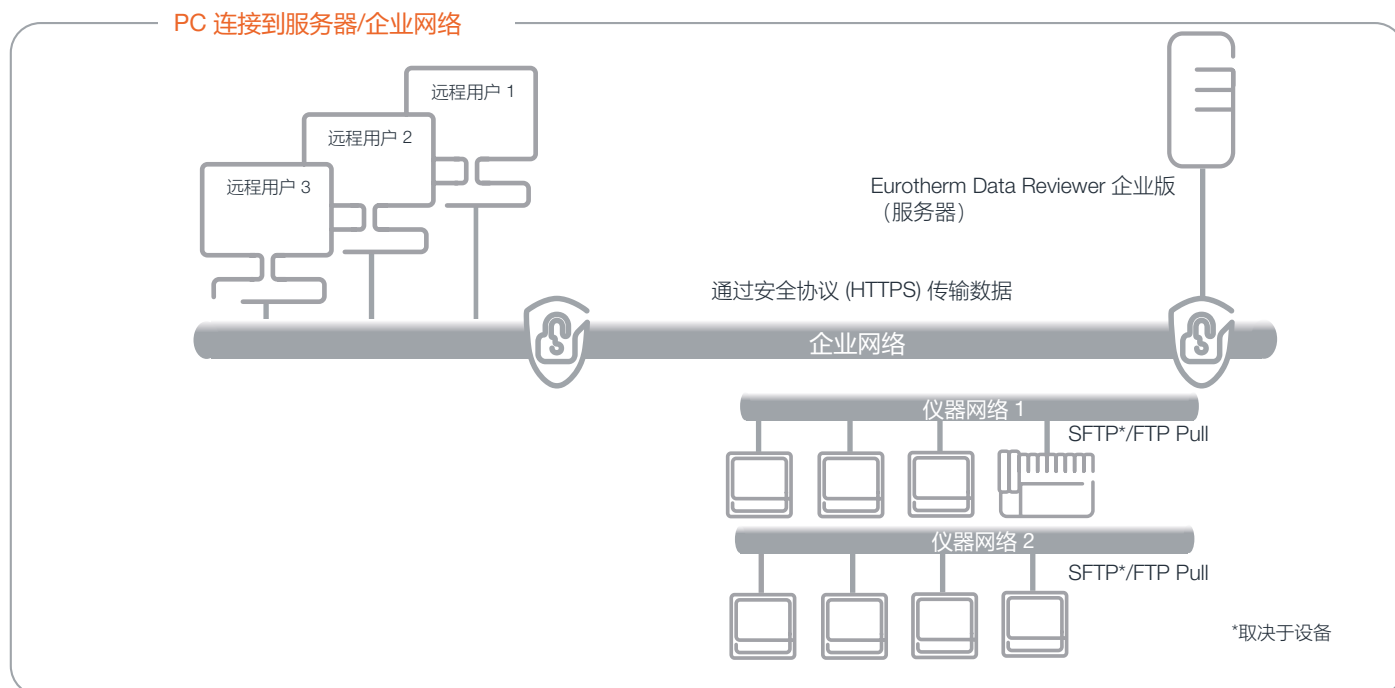 PC 连接到服务器/企业网络
远程用户 1
远程用户 2
远程用户 3
Eurotherm Data Reviewer 企业版
（服务器）
通过安全协议 (HTTPS) 传输数据
企业网络
仪器网络 1
SFTP*/FTP Pull
仪器网络 2
SFTP*/FTP Pull
*取决于设备